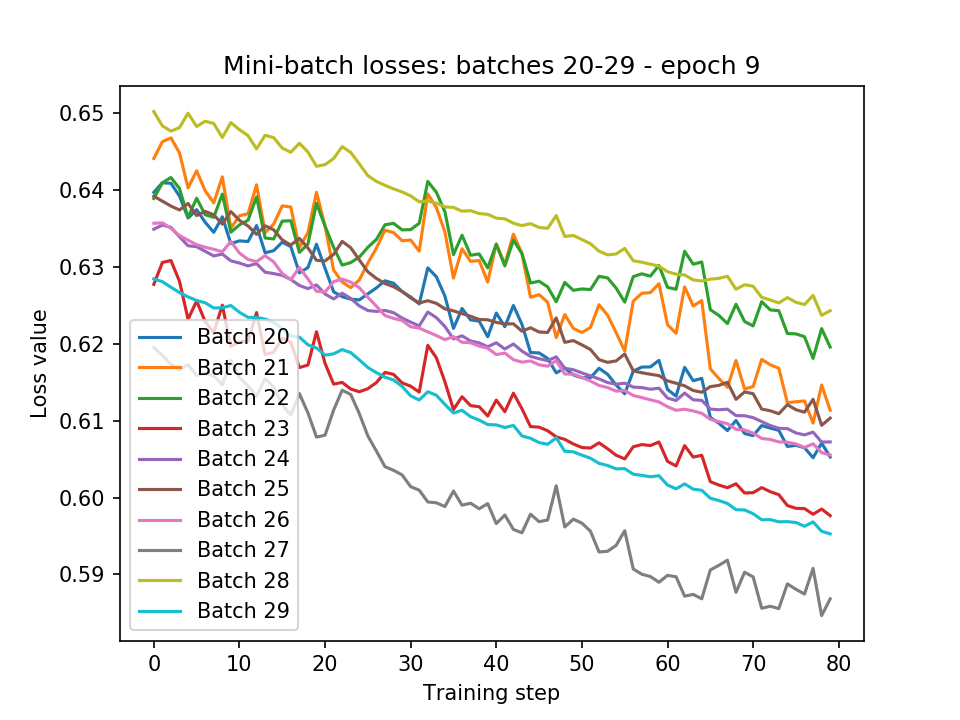 Mini-batch losses: batches 20-29 - epoch 9
0.65
0.64
0.63
0.62
0.61
0.60
0.59
Loss value
Batch 20
Batch 21
Batch 22
Batch 23
Batch 24
Batch 25
Batch 26
Batch 27
Batch 28
Batch 29
0 10 20 30 40 50 60 70 80
Training step